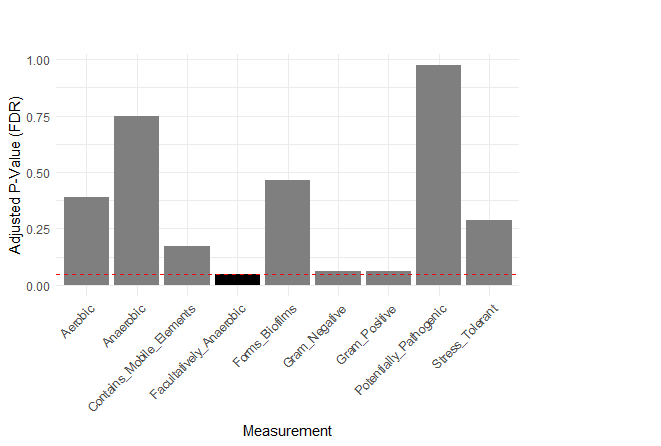 Adjusted P-Value (FDR)
1.00
0.75
0.50
0.25
0.00
Aerobic
Anaerobic
Contains_Mobile_Elements
Facultatively_Anaerobic
Forms_Biofilms
Gram_Negative
Gram_Positive
Potentially_Pathogenic
Stress_Tolerant
Measurement